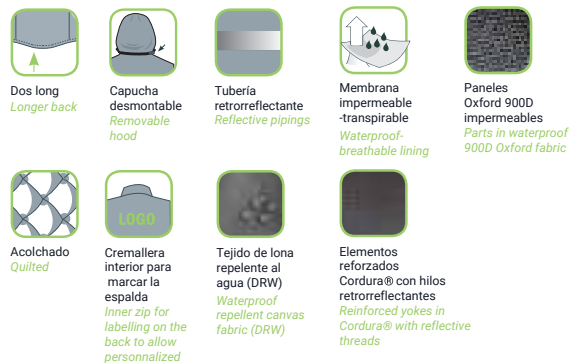 Dos long
Longer back
Capucha
desmontable
Removable
hood
Tubería
retrorreflectante
Reflective pipings
Membrana
impermeable
-transpirable
Waterproof-
breathable lining
Paneles
Oxford 900D
impermeables
Parts in waterproof
900D Oxford fabric
Acolchado
Quilted
LOGO
Cremallera
interior para
marcar la
espalda
Inner zip for
labelling on the
back to allow
personnalized
Tejido de lona
repelente al
agua (DRW)
Waterproof
repellent canvas
fabric (DRW)
Elementos
reforzados
Cordura® con hilos
retrorreflectantes
Reinforced yokes in
Cordura® with reflective
threads